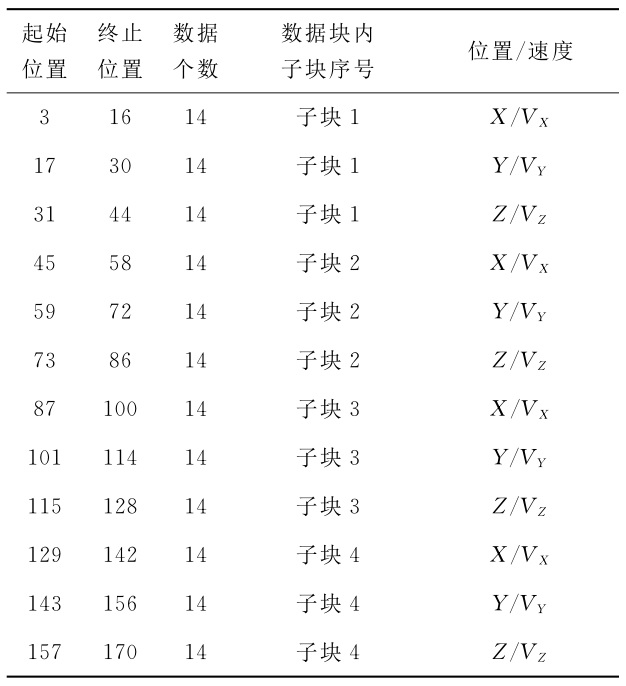 起始 终止 数据 数据块内 位置/速度
位置 位置 个数 子块序号
3 16 14 子块 1 X/V_X
17 30 14 子块 1 Y/V_Y
31 44 14 子块 1 Z/V_Z
45 58 14 子块 2 X/V_X
59 72 14 子块 2 Y/V_Y
73 86 14 子块 2 Z/V_Z
87 100 14 子块 3 X/V_X
101 114 14 子块 3 Y/V_Y
115 128 14 子块 3 Z/V_Z
129 142 14 子块 4 X/V_X
143 156 14 子块 4 Y/V_Y
157 170 14 子块 4 Z/V_Z